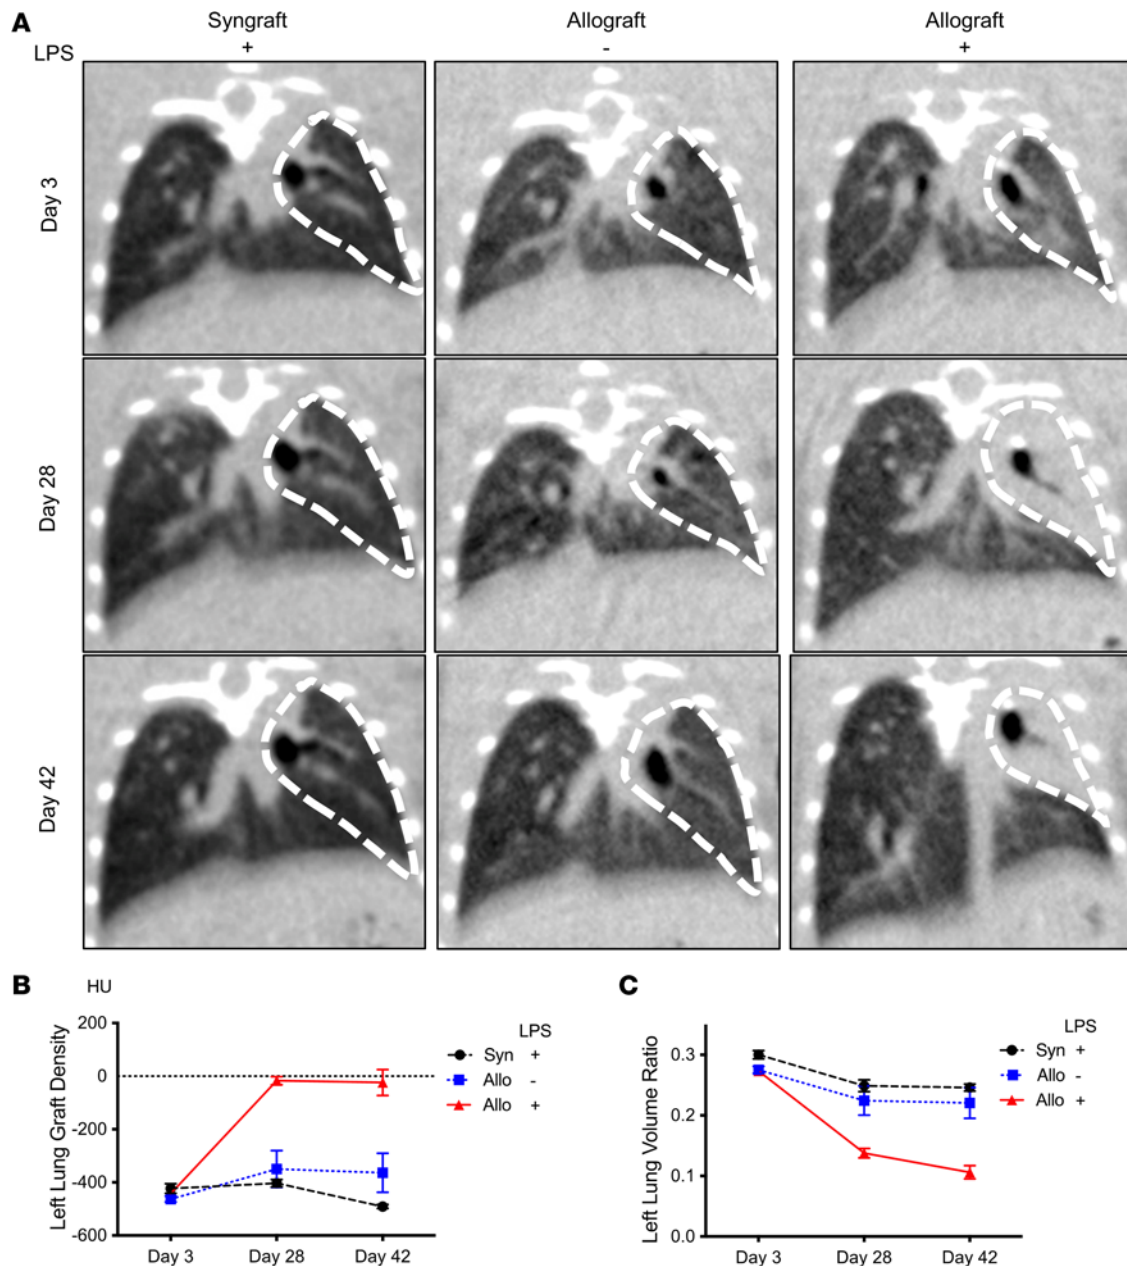 A
Syngraft Allograft Allograft
LPS + - +
Day 3
Day 28
Day 42
B
HU
Left Lung Graft Density
200
0
-200
-400
-600
Day 3 Day 28 Day 42
LPS
Syn +
Allo -
Allo +
C
Left Lung Volume Ratio
0.3
0.2
0.1
0.0
Day 3 Day 28 Day 42
LPS
Syn +
Allo -
Allo +